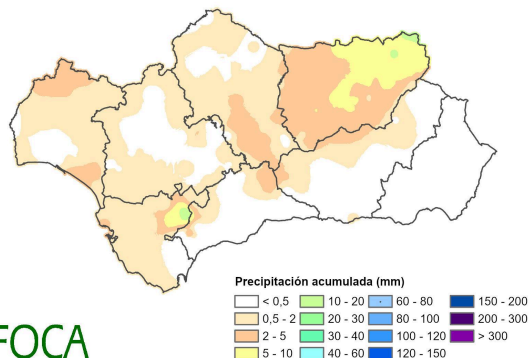 Precipitación acumulada (mm)
< 0,5 10 - 20 60 - 80 150 - 200
0,5 - 2 20 - 30 80 - 100 200 - 300
2 - 5 30 - 40 100 - 120 > 300
5 - 10 40 - 60 120 - 150
FOCA